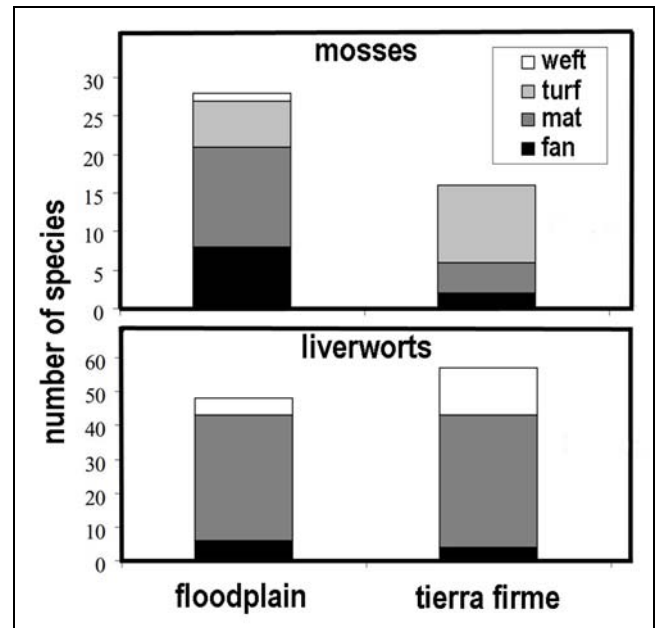 mosses
weft
turf
mat
fan
30
25
20
15
10
5
0
number of species
liverworts
60
50
40
30
20
10
0
floodplain tierra firme